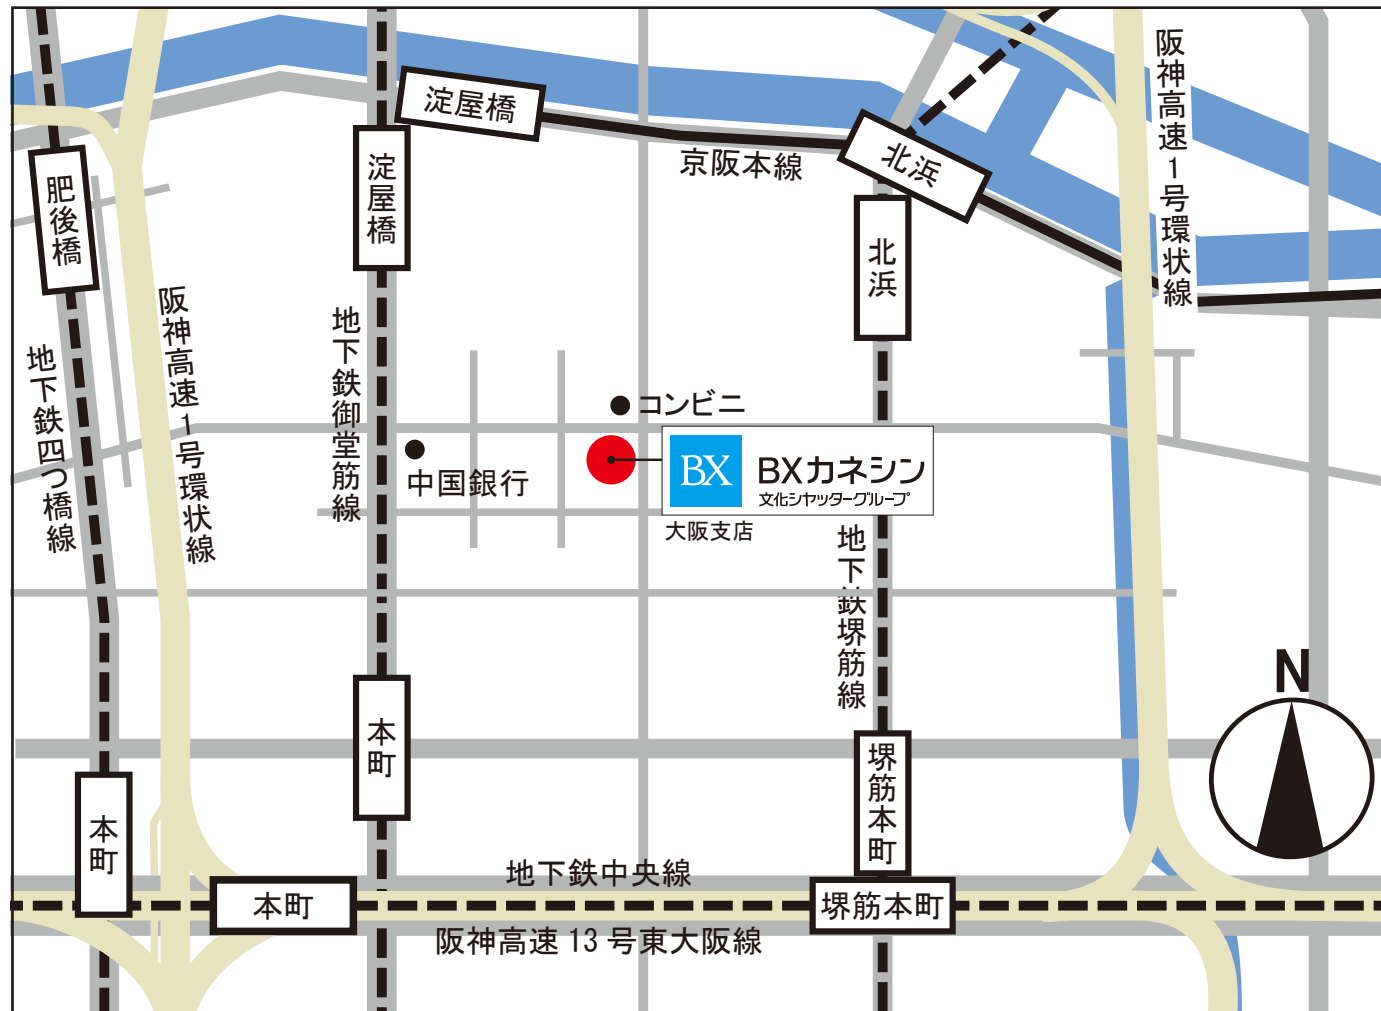 淀屋橋
京阪本線
北浜
阪神高速1号環状線
肥後橋
淀屋橋
北浜
阪神高速1号環状線
地下鉄御堂筋線
地下鉄四つ橋線
コンビニ
中国銀行
BX
BXカネシン
文化シヤッターグループ
大阪支店
地下鉄堺筋線
N
本町
堺筋本町
本町
地下鉄中央線
本町
堺筋本町
阪神高速 13 号東大阪線